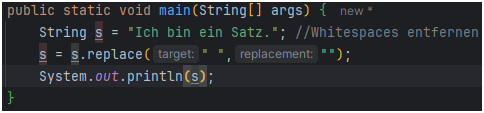 public static void main(String[] args) { new *
String s = "Ich bin ein Satz."; //Whitespaces entfernen
s = s.replace( target: " ", replacement: "");
System.out.println(s);
}